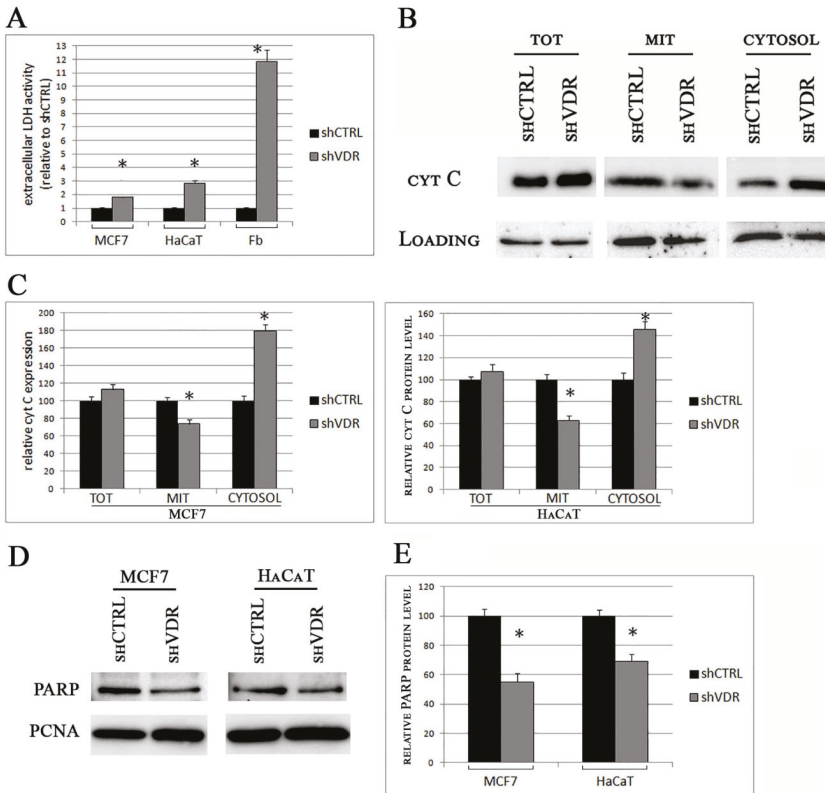 A
extracellular LDH activity
(relative to shCTRL)
13
12
11
10
9
8
7
6
5
4
3
2
1
0
*
*
*
MCF7
HaCaT
Fb
shCTRL
shVDR
B
TOT
MIT
CYTOSOL
shCTRL
shVDR
shCTRL
shVDR
shCTRL
shVDR
CYT C
LOADING
C
relative cyt C expression
200
180
160
140
120
100
80
60
40
20
0
*
*
TOT
MIT
CYTOSOL
MCF7
shCTRL
shVDR
RELATIVE CYT C PROTEIN LEVEL
160
140
120
100
80
60
40
20
0
*
*
TOT
MIT
CYTOSOL
HACAT
shCTRL
shVDR
D
MCF7
HACAT
shCTRL
shVDR
shCTRL
shVDR
PARP
PCNA
E
RELATIVE PARP PROTEIN LEVEL
120
100
80
60
40
20
0
*
*
MCF7
HaCaT
shCTRL
shVDR